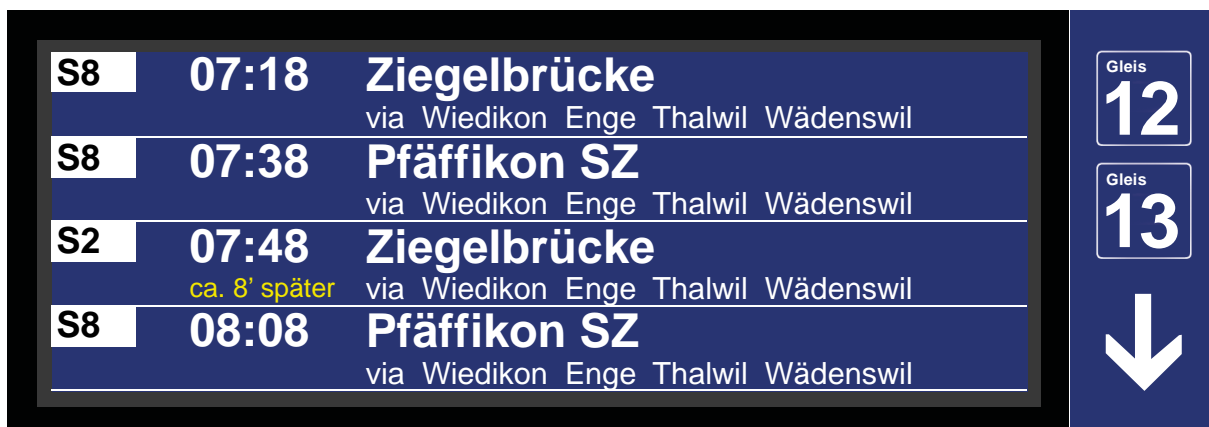 S8 07:18 Ziegelbrücke
via Wiedikon Enge Thalwil Wädenswil
S8 07:38 Pfäffikon SZ
via Wiedikon Enge Thalwil Wädenswil
S2 07:48 Ziegelbrücke
ca. 8’ später via Wiedikon Enge Thalwil Wädenswil
S8 08:08 Pfäffikon SZ
via Wiedikon Enge Thalwil Wädenswil
Gleis
12
Gleis
13